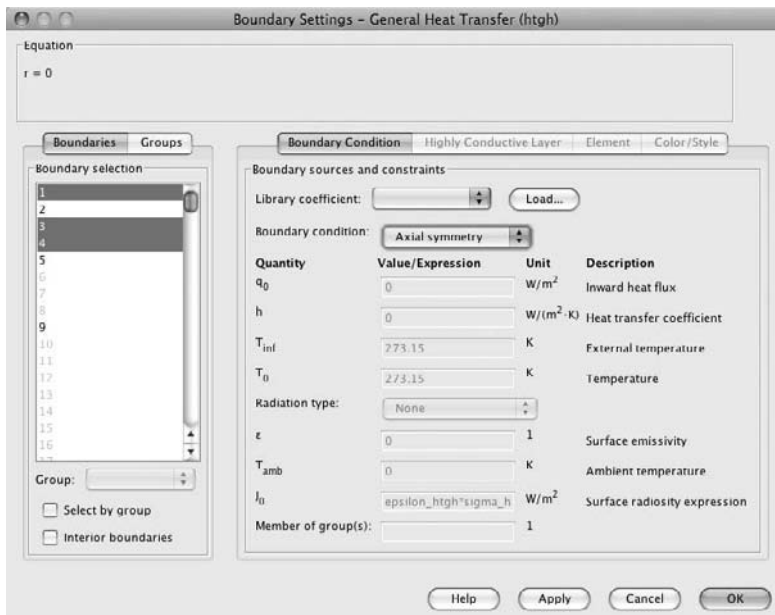 Boundary Settings – General Heat Transfer (htgh)
Equation
r = 0
Boundaries Groups
Boundary selection
1
2
3
4
5
6
7
8
9
10
11
12
13
14
15
16
Group:
Select by group
Interior boundaries
Boundary Condition Highly Conductive Layer Element Color/Style
Boundary sources and constraints
Library coefficient: Load...
Boundary condition: Axial symmetry
Quantity Value/Expression Unit Description
q0 0 W/m² Inward heat flux
h 0 W/(m²·K) Heat transfer coefficient
Tinf 273.15 K External temperature
T0 273.15 K Temperature
Radiation type: None
ε 0 1 Surface emissivity
Tamb 0 K Ambient temperature
J0 epsilon_htgh*sigma_h W/m² Surface radiosity expression
Member of group(s): 1
Help Apply Cancel OK